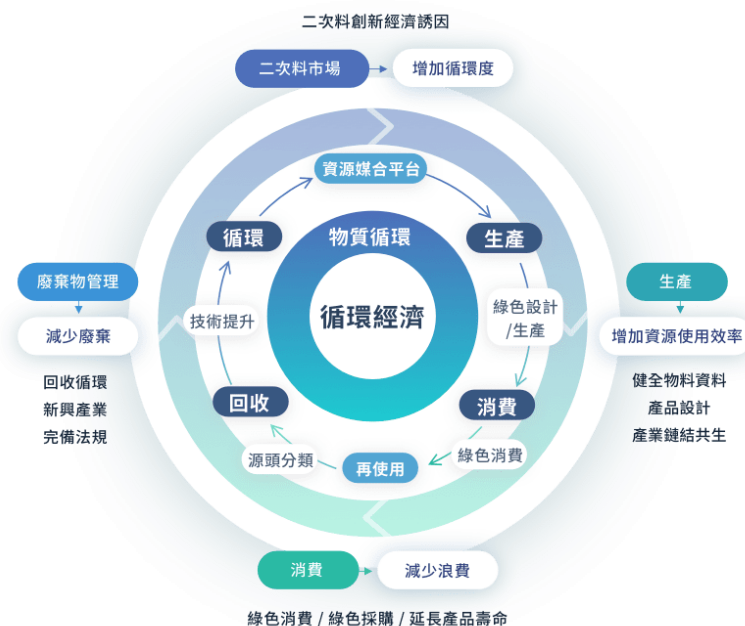 二次料創新經濟誘因
二次料市場
增加循環度
資源媒合平台
循環
物質循環
生產
廢棄物管理
生產
循環經濟
綠色設計
/生產
技術提升
減少廢棄
增加資源使用效率
回收循環
新興產業
完備法規
健全物料資料
產品設計
產業鏈結共生
回收
消費
源頭分類
再使用
綠色消費
消費
減少浪費
綠色消費 / 綠色採購 / 延長產品壽命